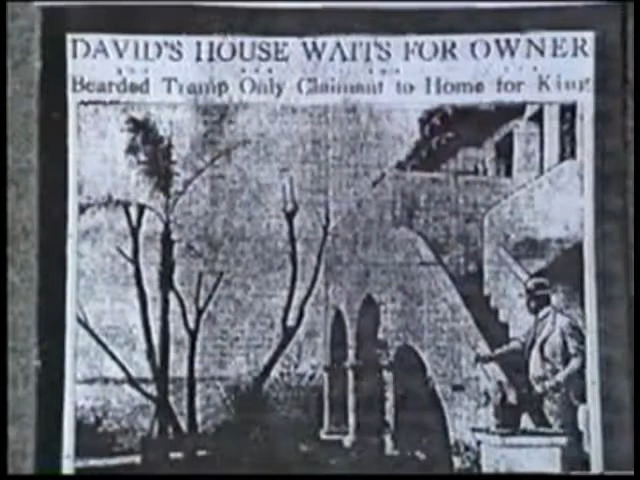 DAVID'S HOUSE WAITS FOR OWNER
Bearded Tramp Only Claimant to Home for King